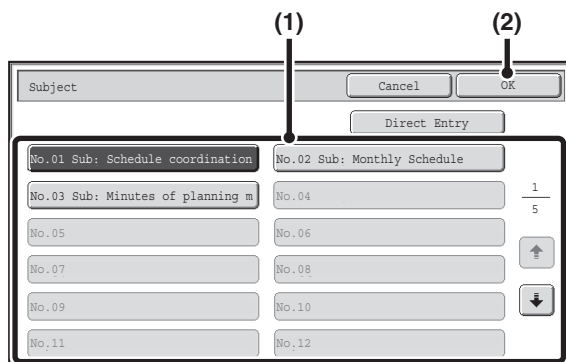 (1) (2)
Subject Cancel OK
Direct Entry
No.01 Sub: Schedule coordination No.02 Sub: Monthly Schedule
No.03 Sub: Minutes of planning m No.04
1
5
No.05 No.06
No.07 No.08
No.09 No.10
No.11 No.12